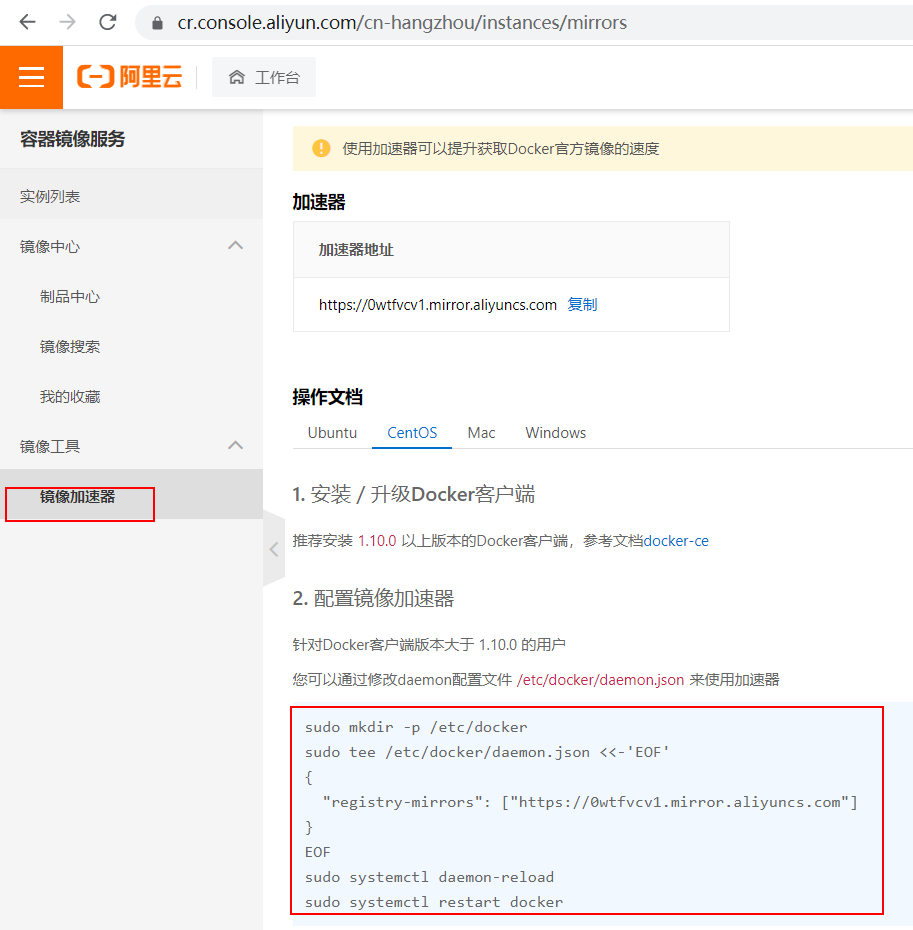 cr.console.aliyun.com/cn-hangzhou/instances/mirrors
阿里云
工作台
容器镜像服务
实例列表
镜像中心
制品中心
镜像搜索
我的收藏
镜像工具
镜像加速器
使用加速器可以提升获取Docker官方镜像的速度
加速器
加速器地址
https://0wtfvcv1.mirror.aliyuncs.com 复制
操作文档
Ubuntu CentOS Mac Windows
1. 安装 / 升级Docker客户端
推荐安装 1.10.0 以上版本的Docker客户端，参考文档docker-ce
2. 配置镜像加速器
针对Docker客户端版本大于 1.10.0 的用户
您可以通过修改daemon配置文件 /etc/docker/daemon.json 来使用加速器
sudo mkdir -p /etc/docker
sudo tee /etc/docker/daemon.json <<-'EOF'
{
  "registry-mirrors": ["https://0wtfvcv1.mirror.aliyuncs.com"]
}
EOF
sudo systemctl daemon-reload
sudo systemctl restart docker